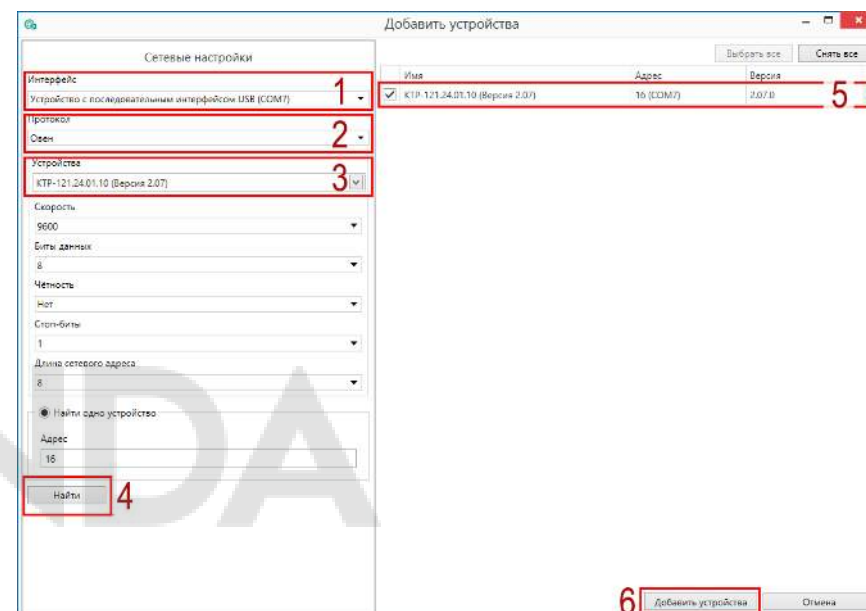 Добавить устройства
Сетевые настройки
Интерфейс
Устройство с последовательным интерфейсом USB (COM7)
1
Протокол
Овен
2
Устройства
КТР-121.24.01.10 (Версия 2.07)
3
Скорость
9600
Биты данных
8
Чётность
Нет
Стоп-биты
1
Длина сетевого адреса
8
Найти одно устройство
Адрес
16
Найти
4
Выбрать все Снять все
Имя Адрес Версия
КТР-121.24.01.10 (Версия 2.07) 16 (COM7) 2.07.0
5
6
Добавить устройства Отмена
NDA